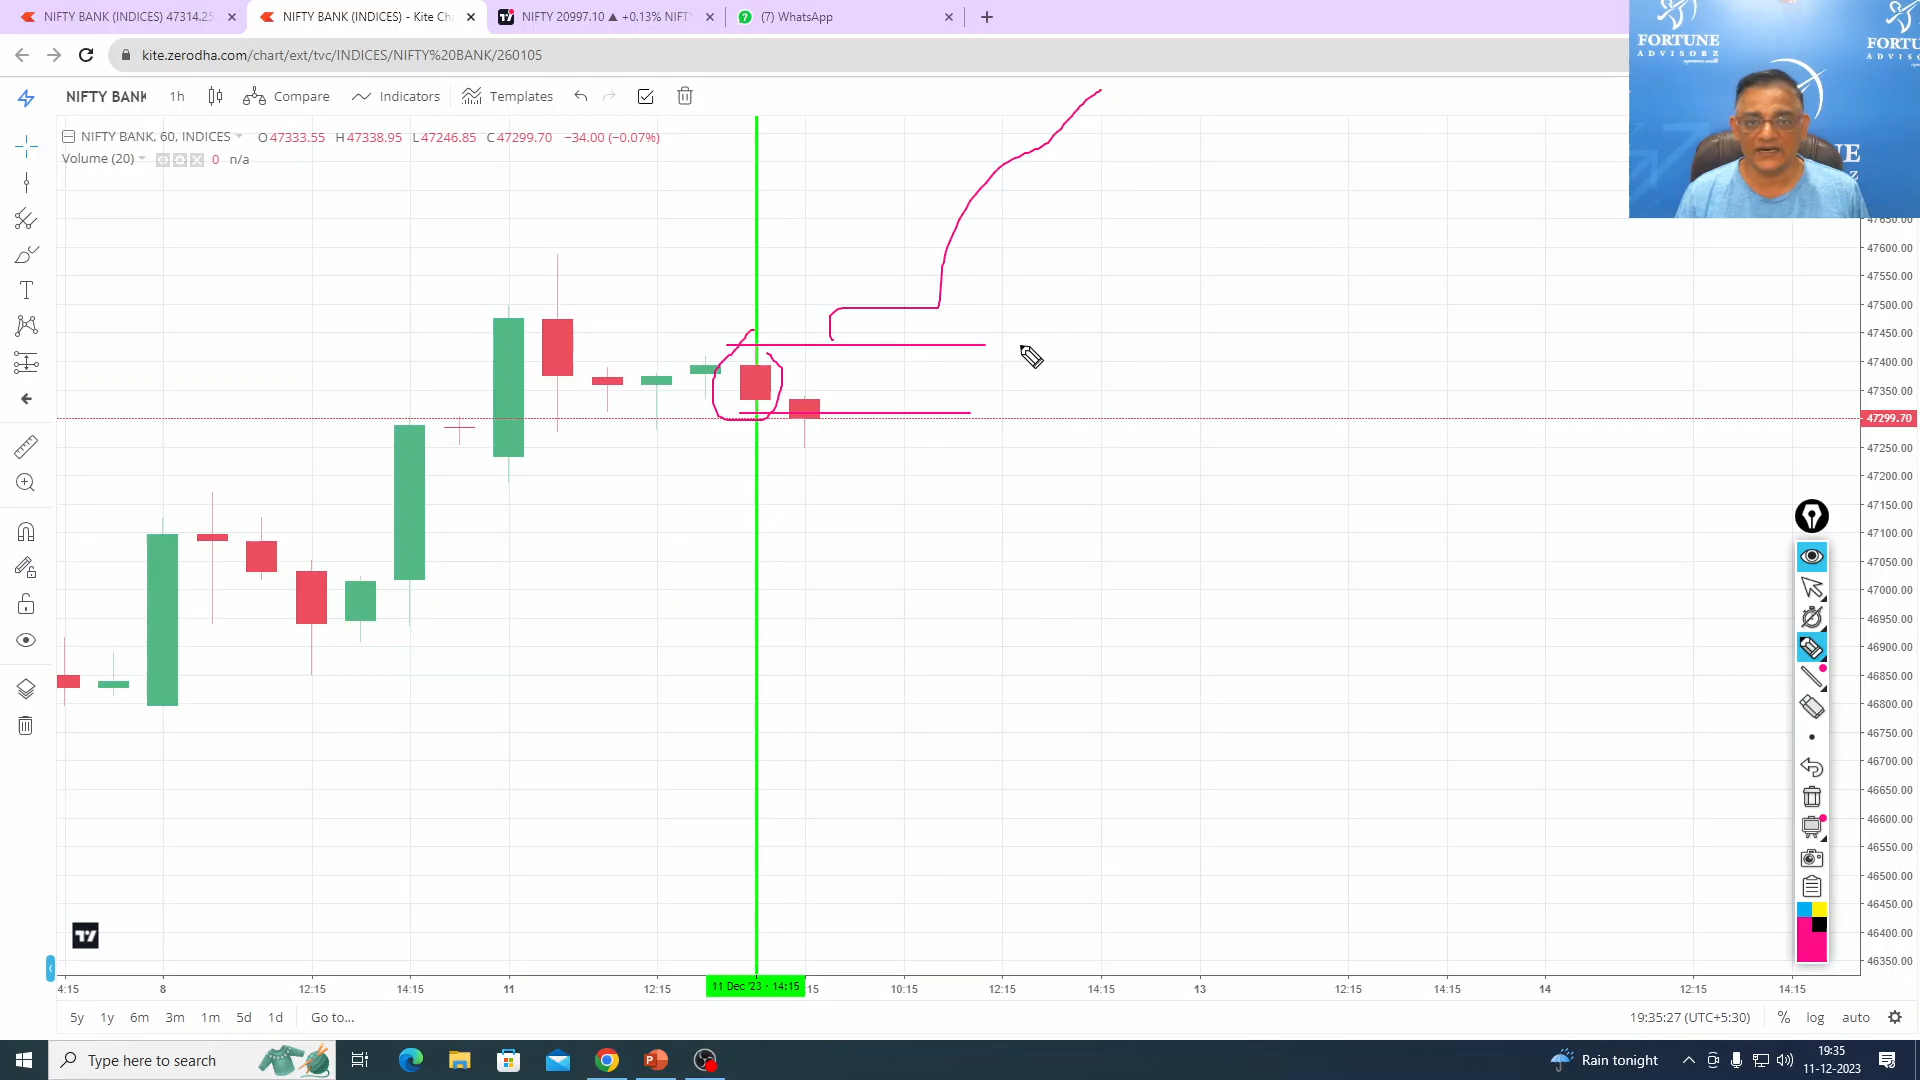 NIFTY BANK (INDICES) 47314.25
NIFTY BANK (INDICES) - Kite Ch
NIFTY 20997.10 ▲ +0.13% NIFT
(7) WhatsApp
kite.zerodha.com/chart/ext/tvc/INDICES/NIFTY%20BANK/260105
NIFTY BANK
1h
Compare
Indicators
Templates
NIFTY BANK, 60, INDICES
O47333.55 H47338.95 L47246.85 C47299.70 −34.00 (−0.07%)
Volume (20)
0 n/a
FORTUNE
ADVISORZ
FORTU
ADVIS
47650.00
47600.00
47550.00
47500.00
47450.00
47400.00
47350.00
47299.70
47250.00
47200.00
47150.00
47100.00
47050.00
47000.00
46950.00
46900.00
46850.00
46800.00
46750.00
46700.00
46650.00
46600.00
46550.00
46500.00
46450.00
46400.00
46350.00
4:15 8 12:15 14:15 11 12:15 11 Dec '23 - 14:15 :15 10:15 12:15 14:15 13 12:15 14:15 14 12:15 14:15
5y 1y 6m 3m 1m 5d 1d Go to...
19:35:27 (UTC+5:30) % log auto
Type here to search
Rain tonight
19:35
11-12-2023